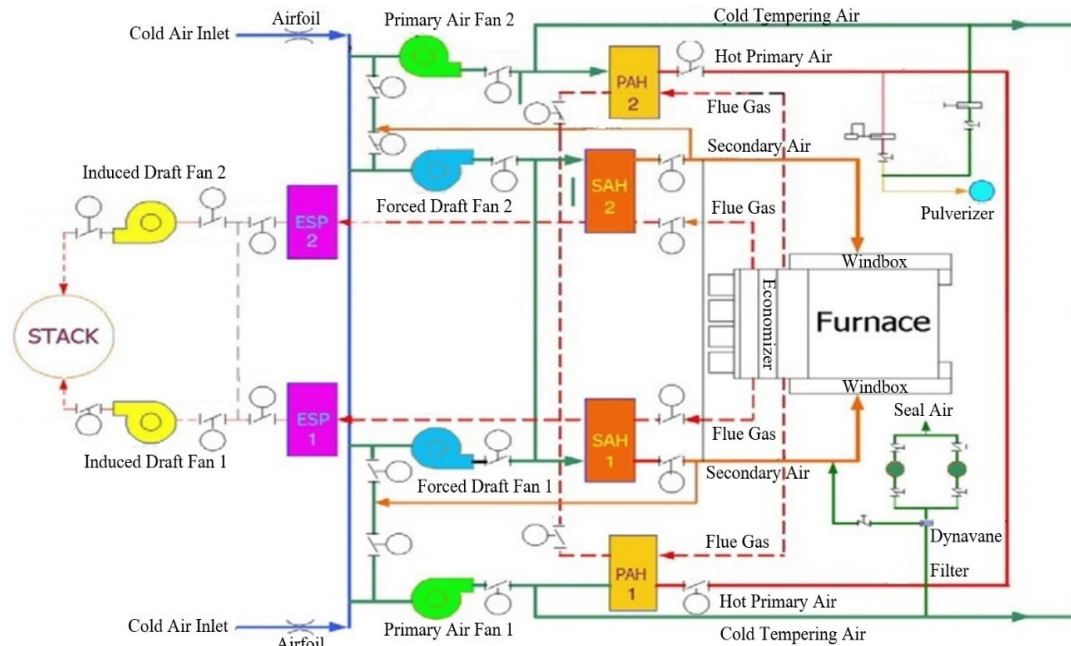 Primary Air Fan 2
Cold Tempering Air
Airfoil
Cold Air Inlet
Hot Primary Air
PAH
2
Flue Gas
Secondary Air
Induced Draft Fan 2
Forced Draft Fan 2
SAH
2
Pulverizer
ESP
2
Flue Gas
Windbox
STACK
Economizer
Furnace
Windbox
ESP
1
SAH
1
Flue Gas
Seal Air
Induced Draft Fan 1
Forced Draft Fan 1
Secondary Air
Dynavane
Flue Gas
PAH
1
Filter
Hot Primary Air
Cold Air Inlet
Airfoil
Primary Air Fan 1
Cold Tempering Air